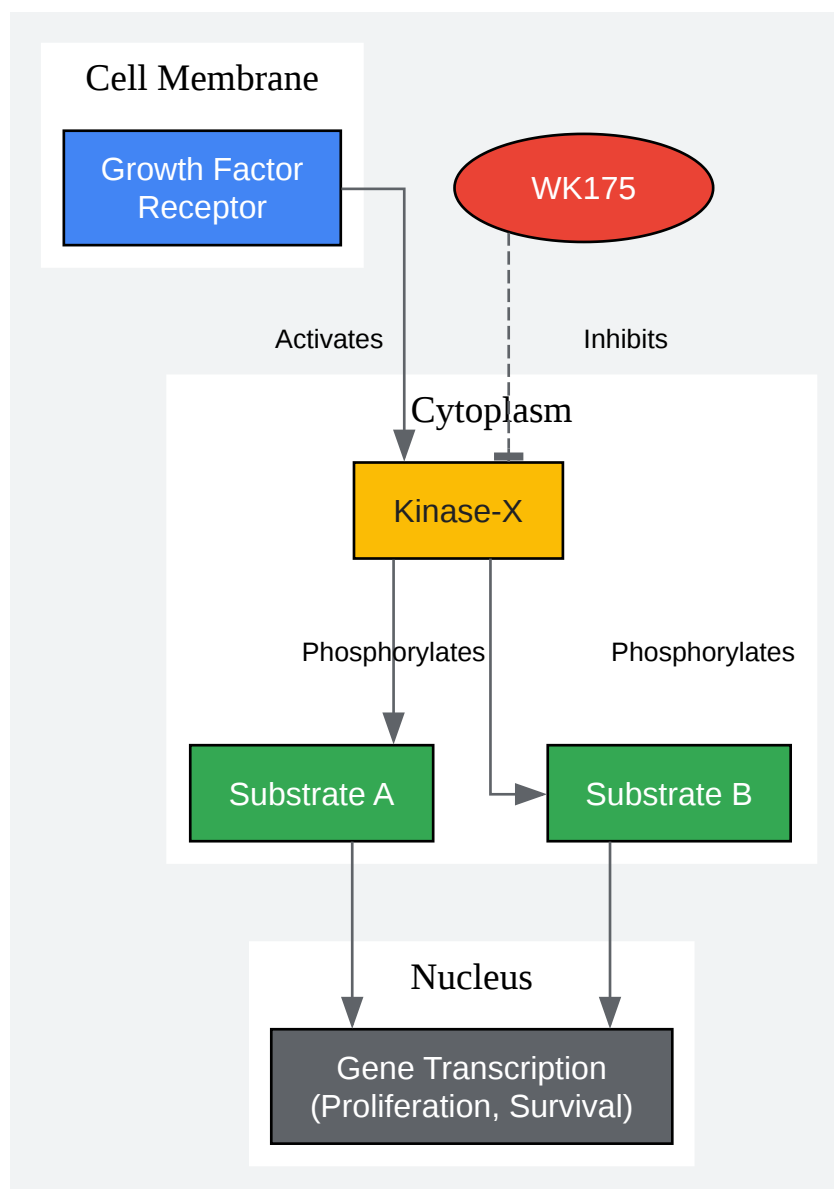 Cell Membrane
Growth Factor
Receptor
WK175
Activates
Inhibits
Cytoplasm
Kinase-X
Phosphorylates
Phosphorylates
Substrate A
Substrate B
Nucleus
Gene Transcription
(Proliferation, Survival)